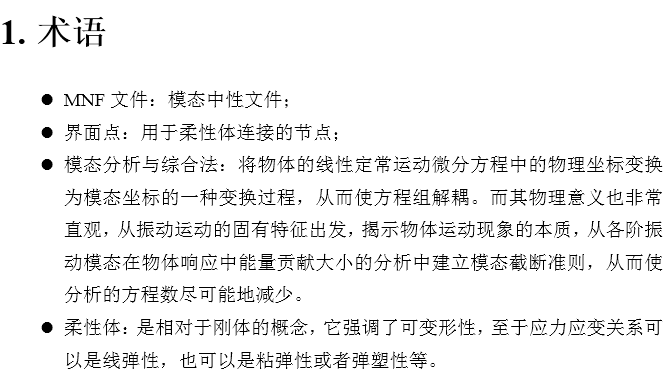 1. 术语
● MNF 文件：模态中性文件；
● 界面点：用于柔性体连接的节点；
● 模态分析与综合法：将物体的线性定常运动微分方程中的物理坐标变换
为模态坐标的一种变换过程，从而使方程组解耦。而其物理意义也非常
直观，从振动运动的固有特征出发，揭示物体运动现象的本质，从各阶振
动模态在物体响应中能量贡献大小的分析中建立模态截断准则，从而使
分析的方程数尽可能地减少。
● 柔性体：是相对于刚体的概念，它强调了可变形性，至于应力应变关系可
以是线弹性，也可以是粘弹性或者弹塑性等。